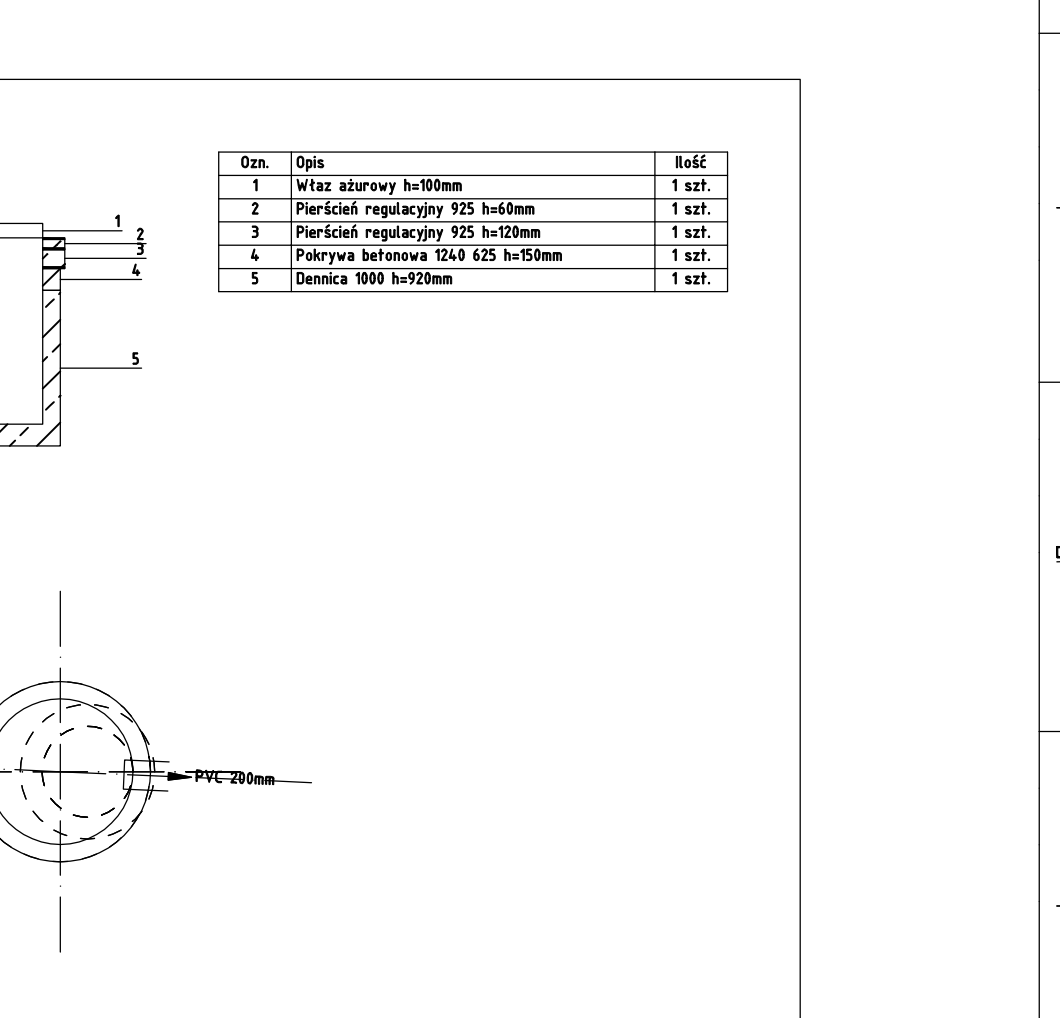 Ozn. Opis Ilość
1 Właz ażurowy h=100mm 1 szt.
2 Pierścień regulacyjny 925 h=60mm 1 szt.
3 Pierścień regulacyjny 925 h=120mm 1 szt.
4 Pokrywa betonowa 1240 625 h=150mm 1 szt.
5 Dennica 1000 h=920mm 1 szt.
1
2
3
4
5
PVC 200mm